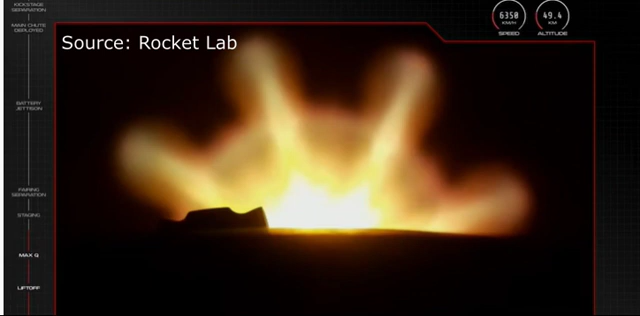 KICKSTAGE
SEPARATION
MAIN CHUTE
DEPLOYED
Source: Rocket Lab
6350
KM/H
SPEED
49.4
KM
ALTITUDE
BATTERY
JETTISON
FAIRING
SEPARATION
STAGING
MAX Q
LIFTOFF